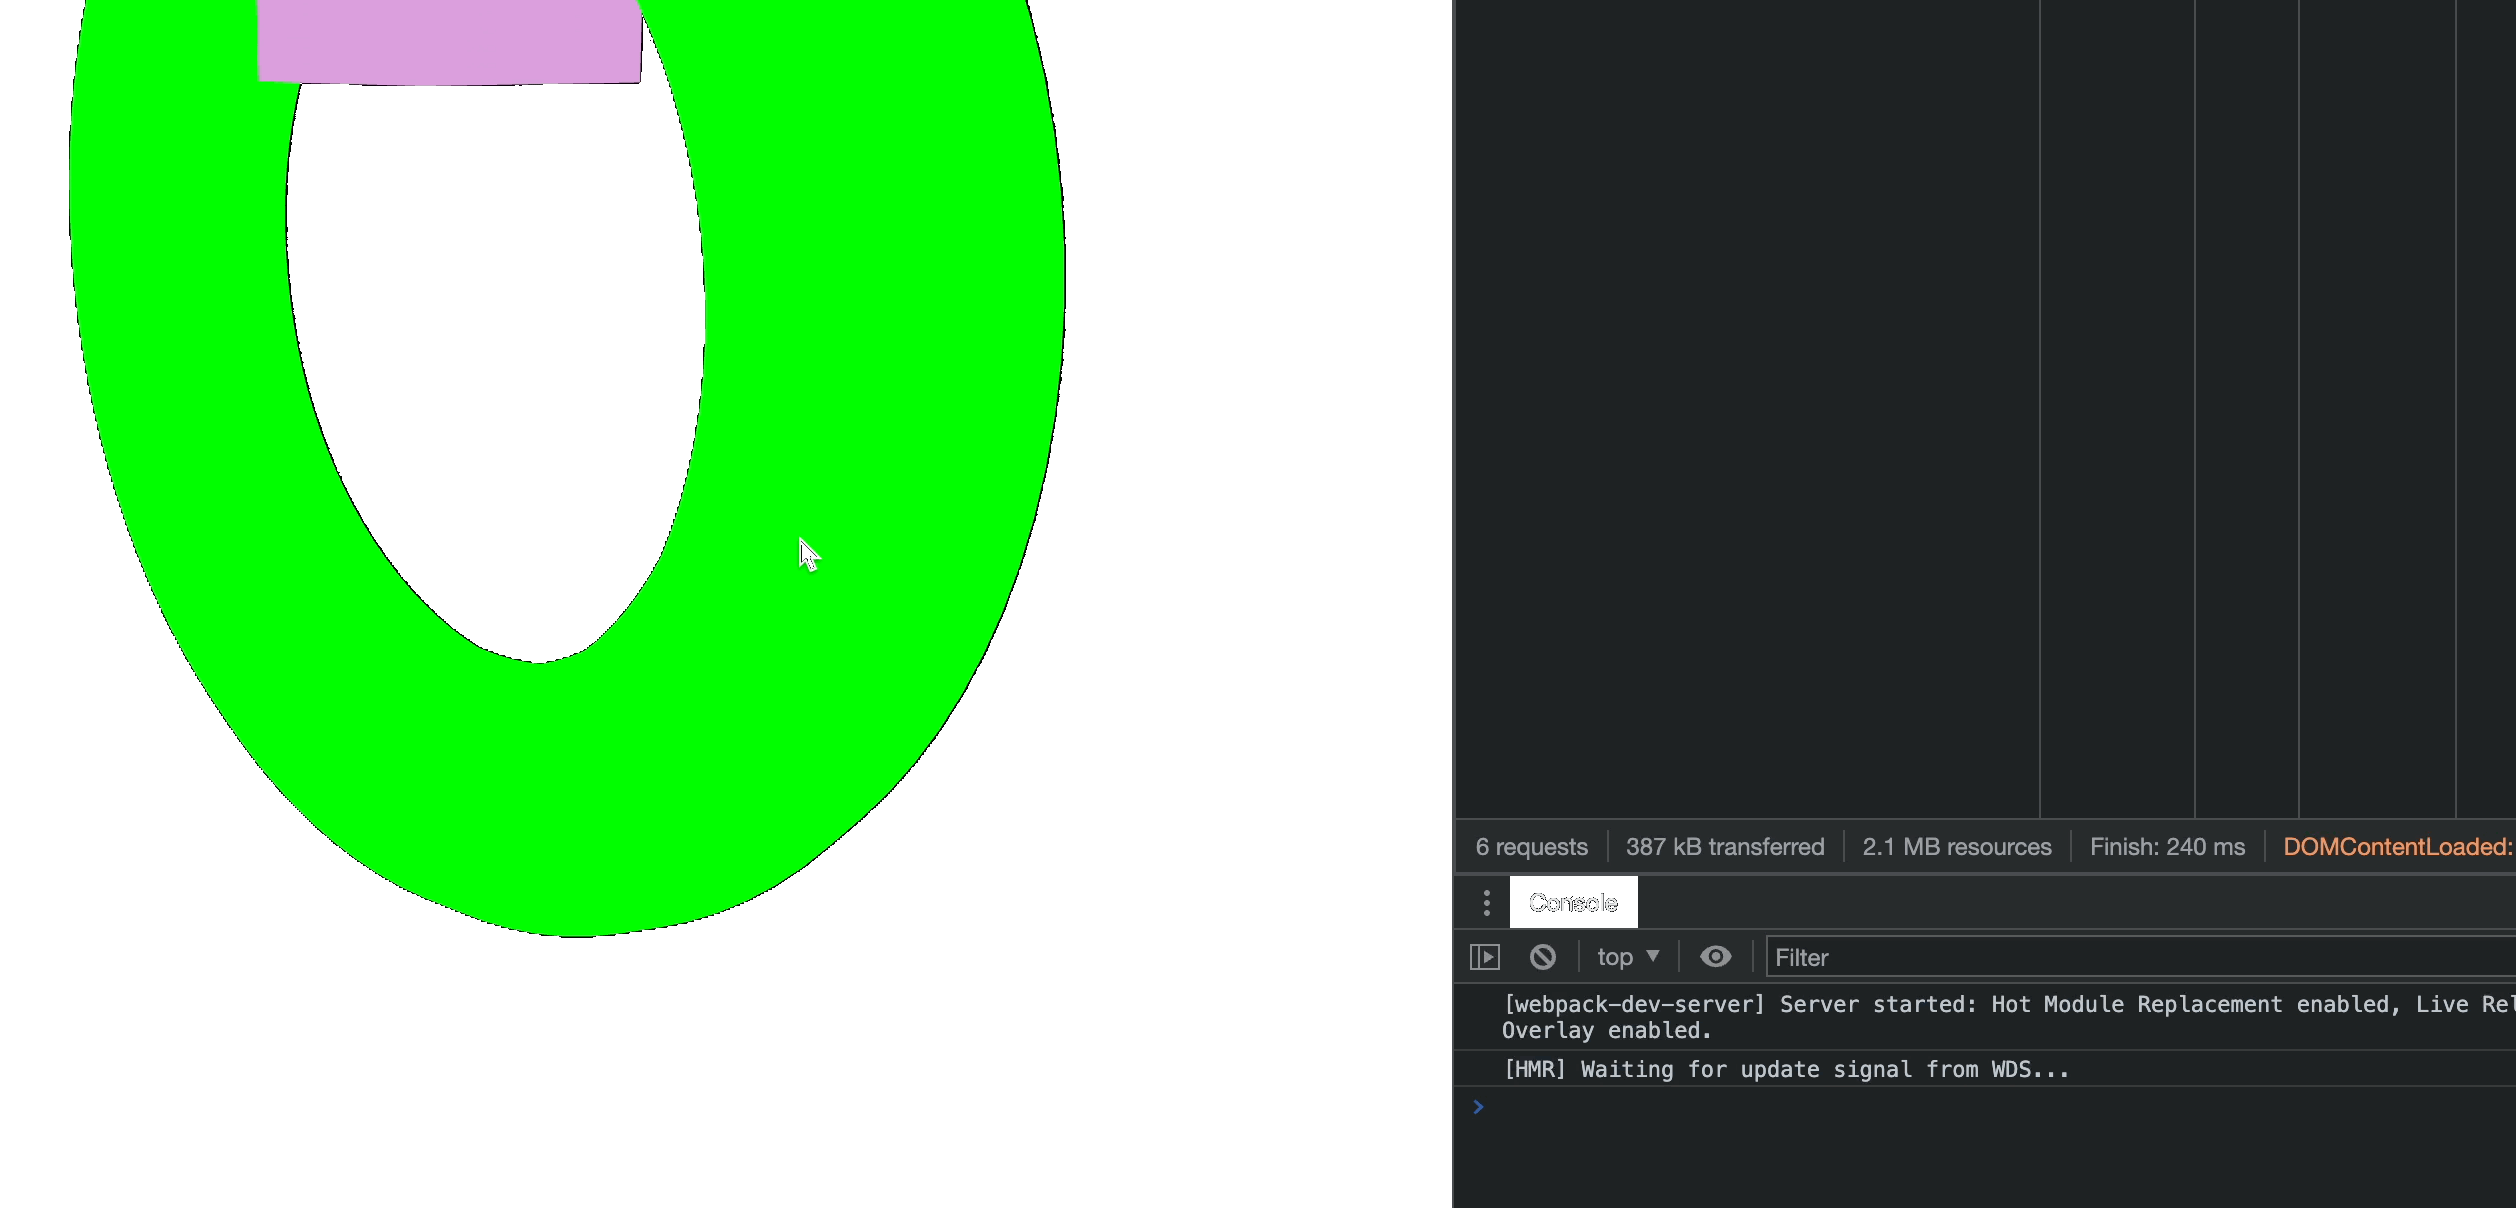 6 requests 387 kB transferred 2.1 MB resources Finish: 240 ms DOMContentLoaded:
Console
top ▼ Filter
[webpack-dev-server] Server started: Hot Module Replacement enabled, Live Rel
Overlay enabled.
[HMR] Waiting for update signal from WDS...
>